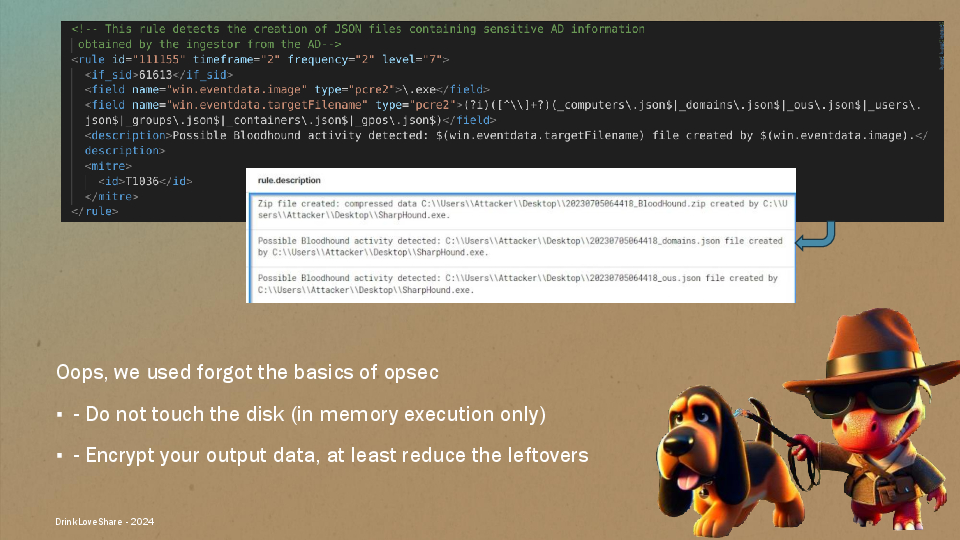 <!-- This rule detects the creation of JSON files containing sensitive AD information
obtained by the ingestor from the AD-->
<rule id="111155" timeframe="2" frequency="2" level="7">
<if_sid>61613</if_sid>
<field name="win.eventdata.image" type="pcre2">\.exe</field>
<field name="win.eventdata.targetFilename" type="pcre2">(?i)([^\\]+?)(_computers\.json$|_domains\.json$|_ous\.json$|_users\.
json$|_groups\.json$|_containers\.json$|_gpos\.json$)</field>
<description>Possible Bloodhound activity detected: $(win.eventdata.targetFilename) file created by $(win.eventdata.image).</
description>
<mitre>
<id>T1036</id>
</mitre>
</rule>
rule.description
Zip file created: compressed data C:\\Users\\Attacker\\Desktop\\20230705064418_BloodHound.zip created by C:\\U
sers\\Attacker\\Desktop\\SharpHound.exe.
Possible Bloodhound activity detected: C:\\Users\\Attacker\\Desktop\\20230705064418_domains.json file created
by C:\\Users\\Attacker\\Desktop\\SharpHound.exe.
Possible Bloodhound activity detected: C:\\Users\\Attacker\\Desktop\\20230705064418_ous.json file created by
C:\\Users\\Attacker\\Desktop\\SharpHound.exe.
Oops, we used forgot the basics of opsec
▪ - Do not touch the disk (in memory execution only)
▪ - Encrypt your output data, at least reduce the leftovers
DrinkLoveShare - 2024